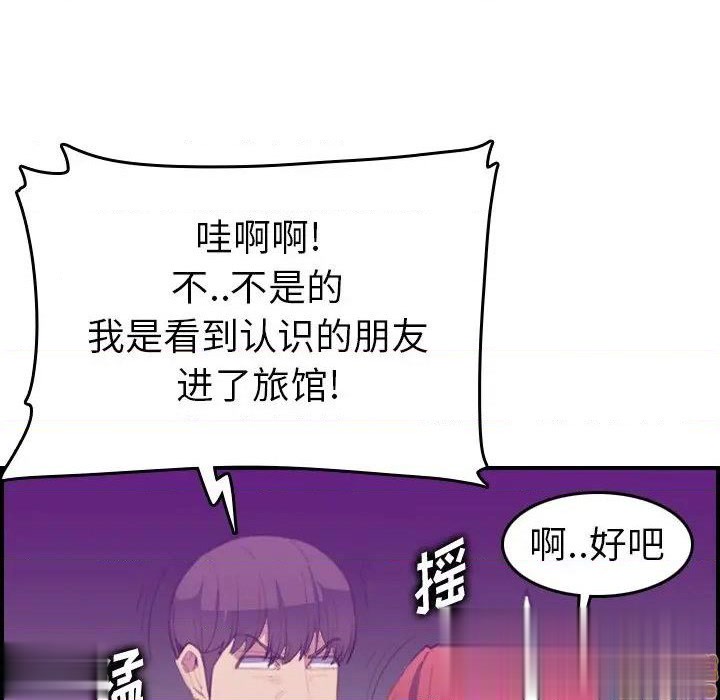 哇啊啊!
不..不是的
我是看到认识的朋友
进了旅馆!
啊..好吧
摇
猛